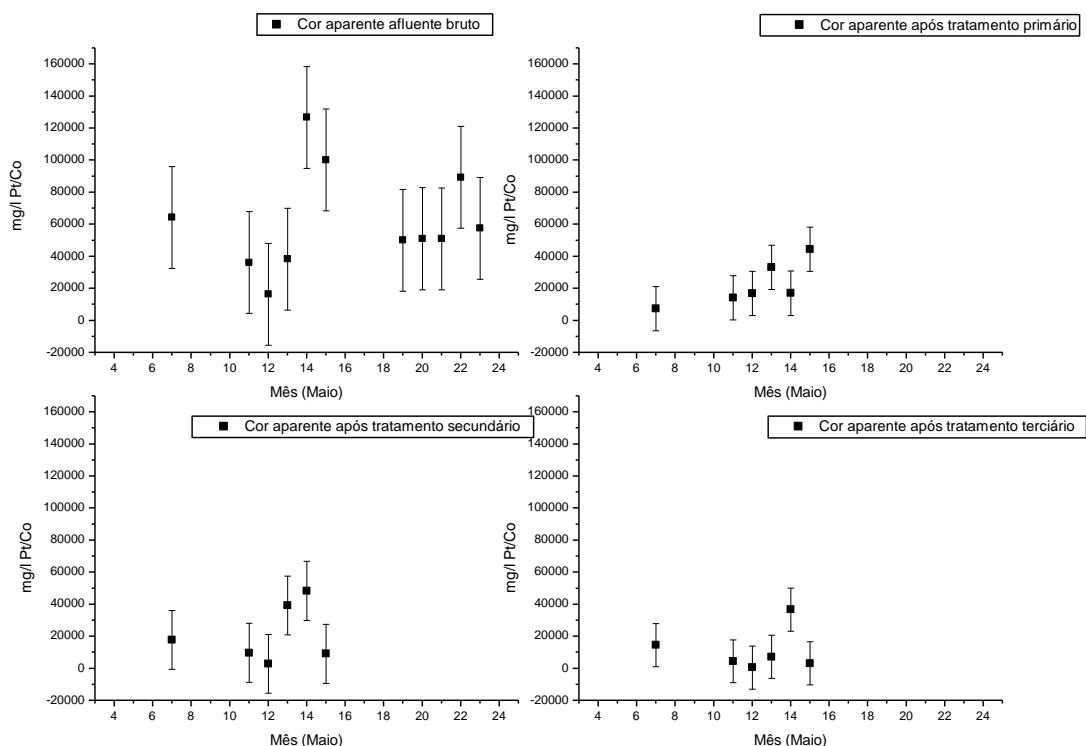 Cor aparente afluente bruto
160000
140000
120000
100000
80000
60000
40000
20000
0
-20000
mg/l Pt/Co
4 6 8 10 12 14 16 18 20 22 24
Mês (Maio)
Cor aparente após tratamento primário
160000
140000
120000
100000
80000
60000
40000
20000
0
-20000
mg/l Pt/Co
4 6 8 10 12 14 16 18 20 22 24
Mês (Maio)
Cor aparente após tratamento secundário
160000
140000
120000
100000
80000
60000
40000
20000
0
-20000
mg/l Pt/Co
4 6 8 10 12 14 16 18 20 22 24
Mês (Maio)
Cor aparente após tratamento terciário
160000
140000
120000
100000
80000
60000
40000
20000
0
-20000
mg/l Pt/Co
4 6 8 10 12 14 16 18 20 22 24
Mês (Maio)